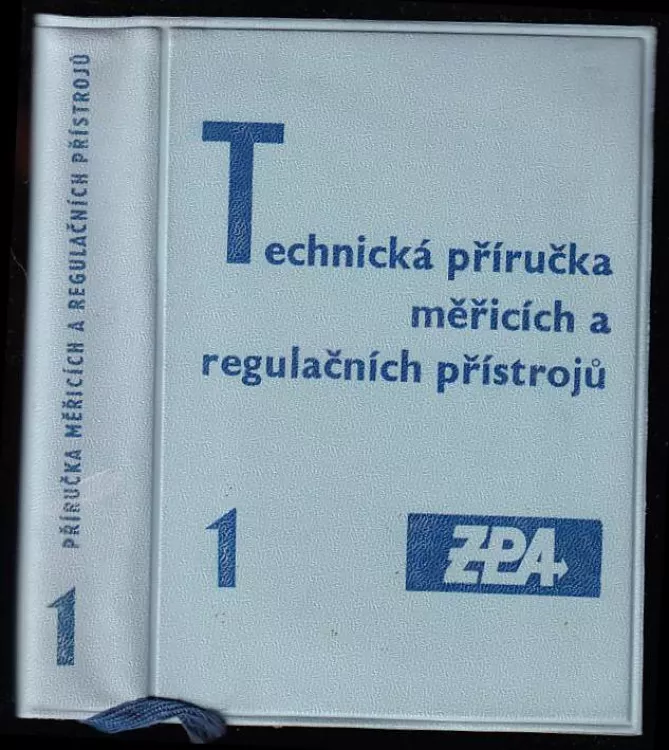 PŘÍRUČKA MĚŘICÍCH A REGULAČNÍCH PŘÍSTROJŮ
1
Technická příručka
měřicích a
regulačních přístrojů
1
ZPA